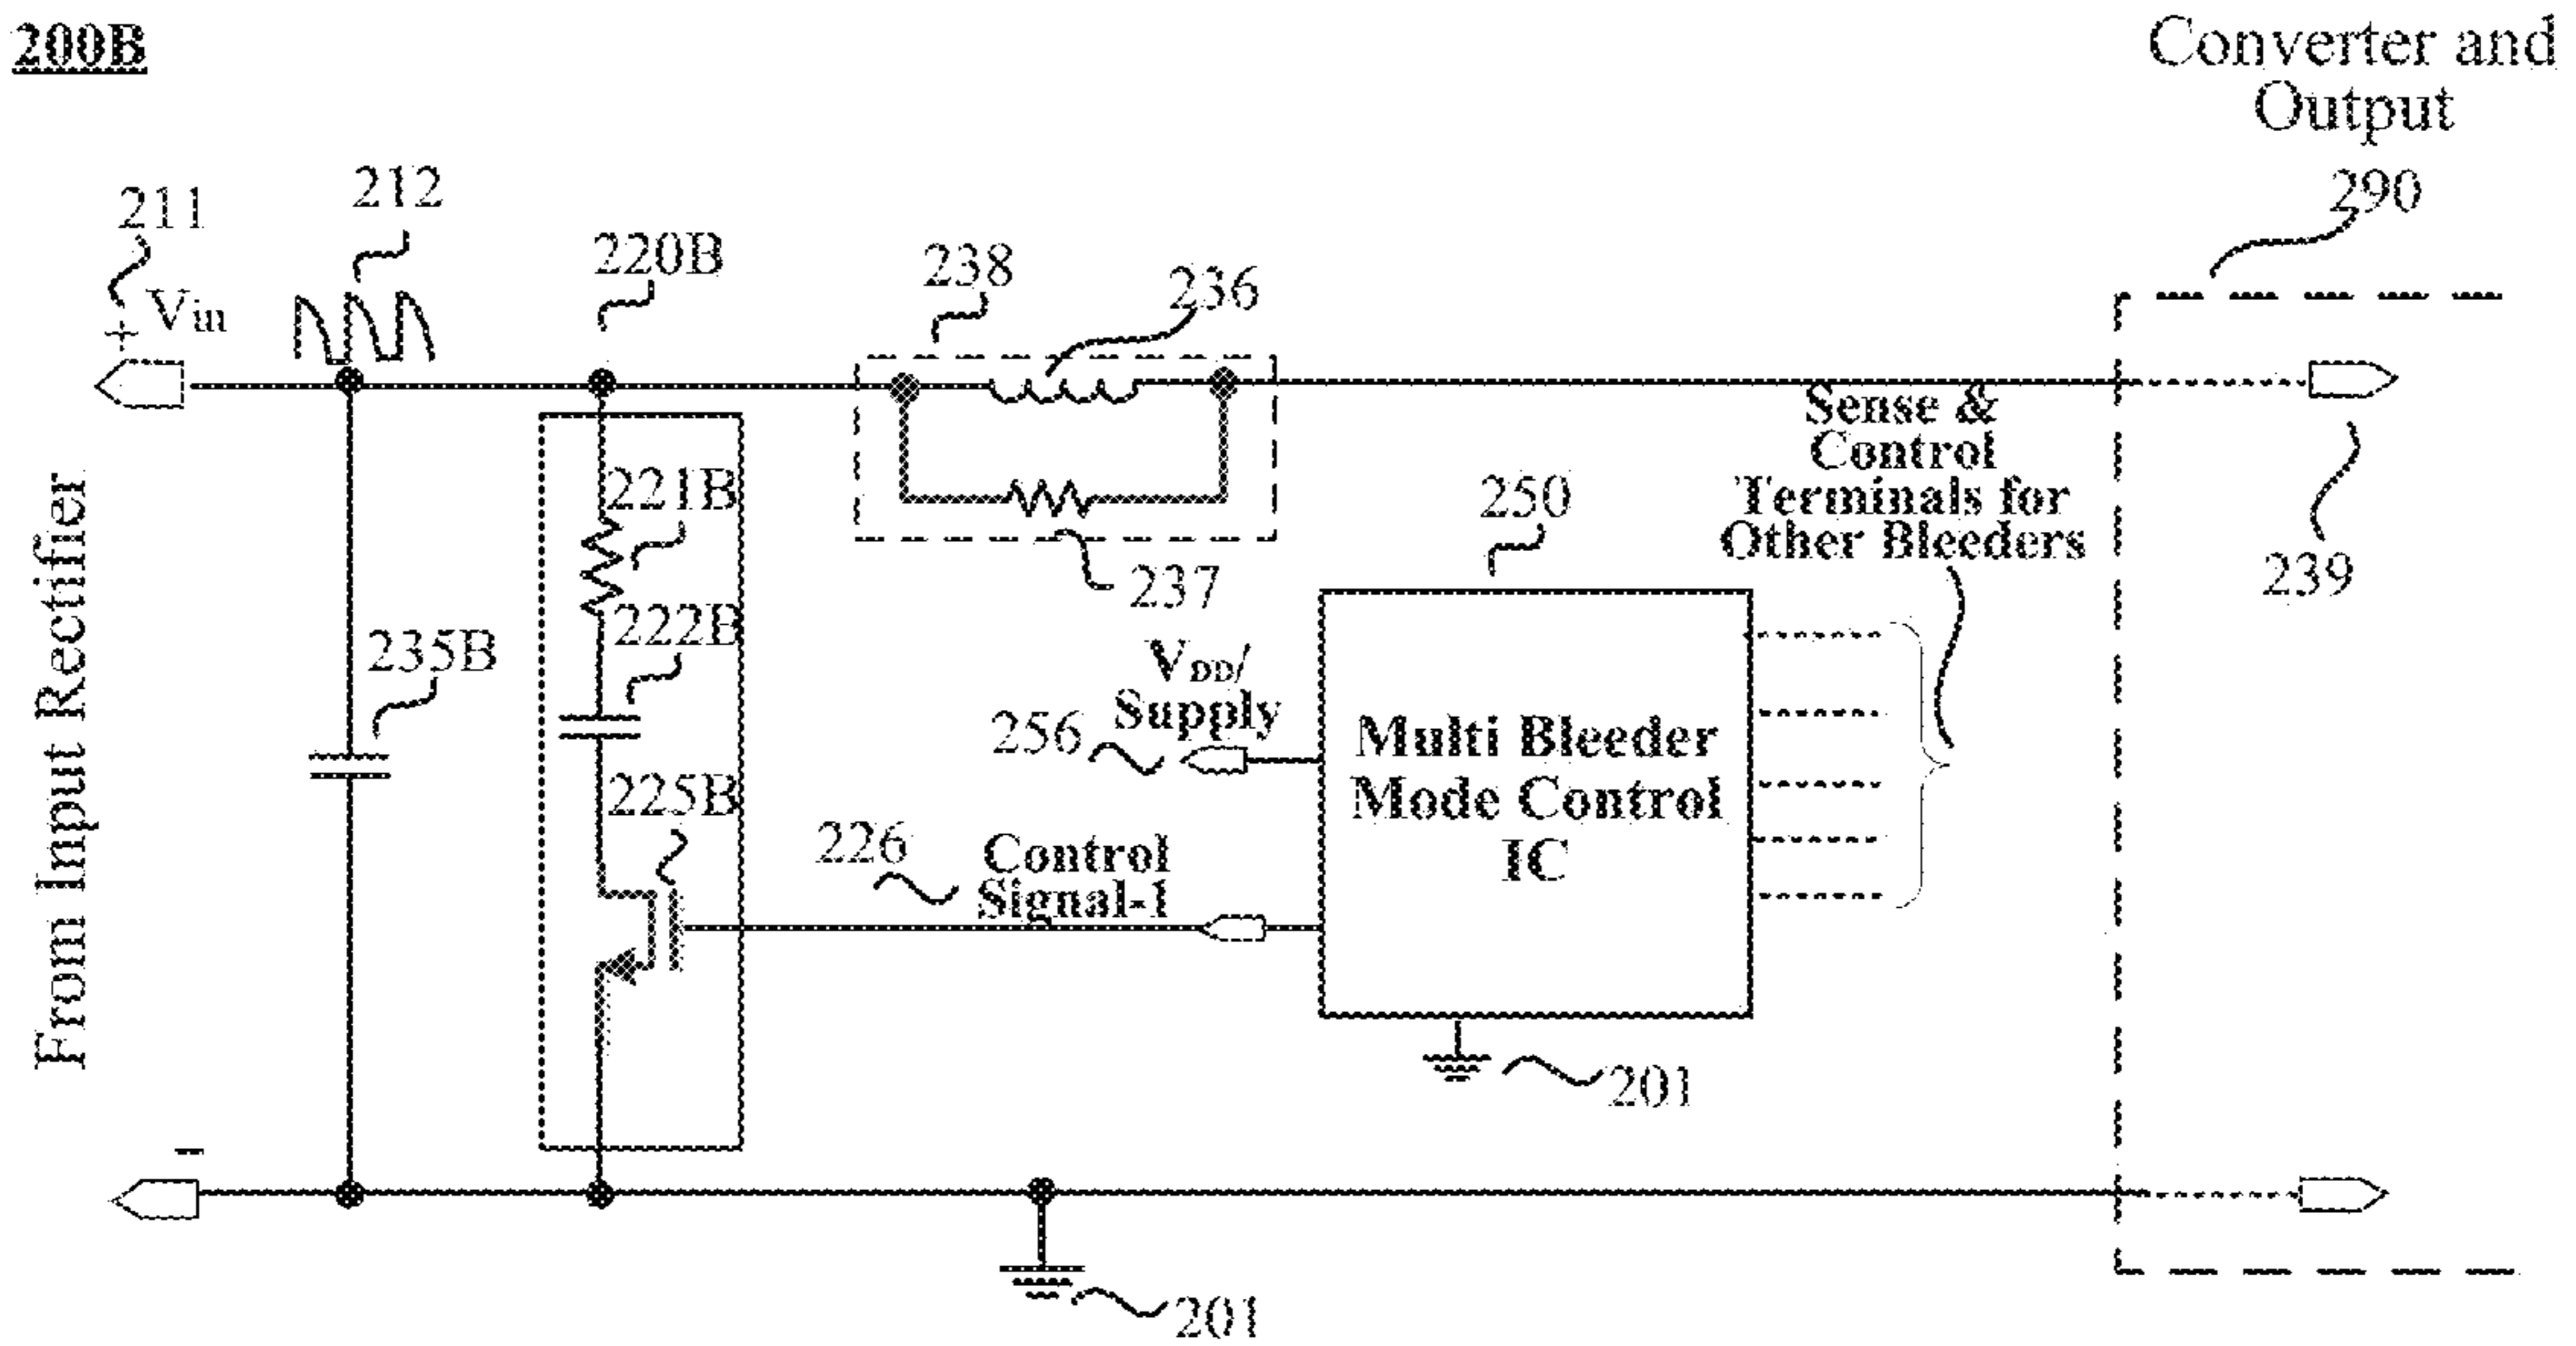 200B
Converter and
Output
290
211
212
220B
238
236
+
Vin
Sense &
Control
Terminals for
Other Bleeders
239
221B
250
237
222B
235B
From Input Rectifier
VDD/
Supply
256
Multi Bleeder
Mode Control
IC
225B
226
Control
Signal-1
201
-
201